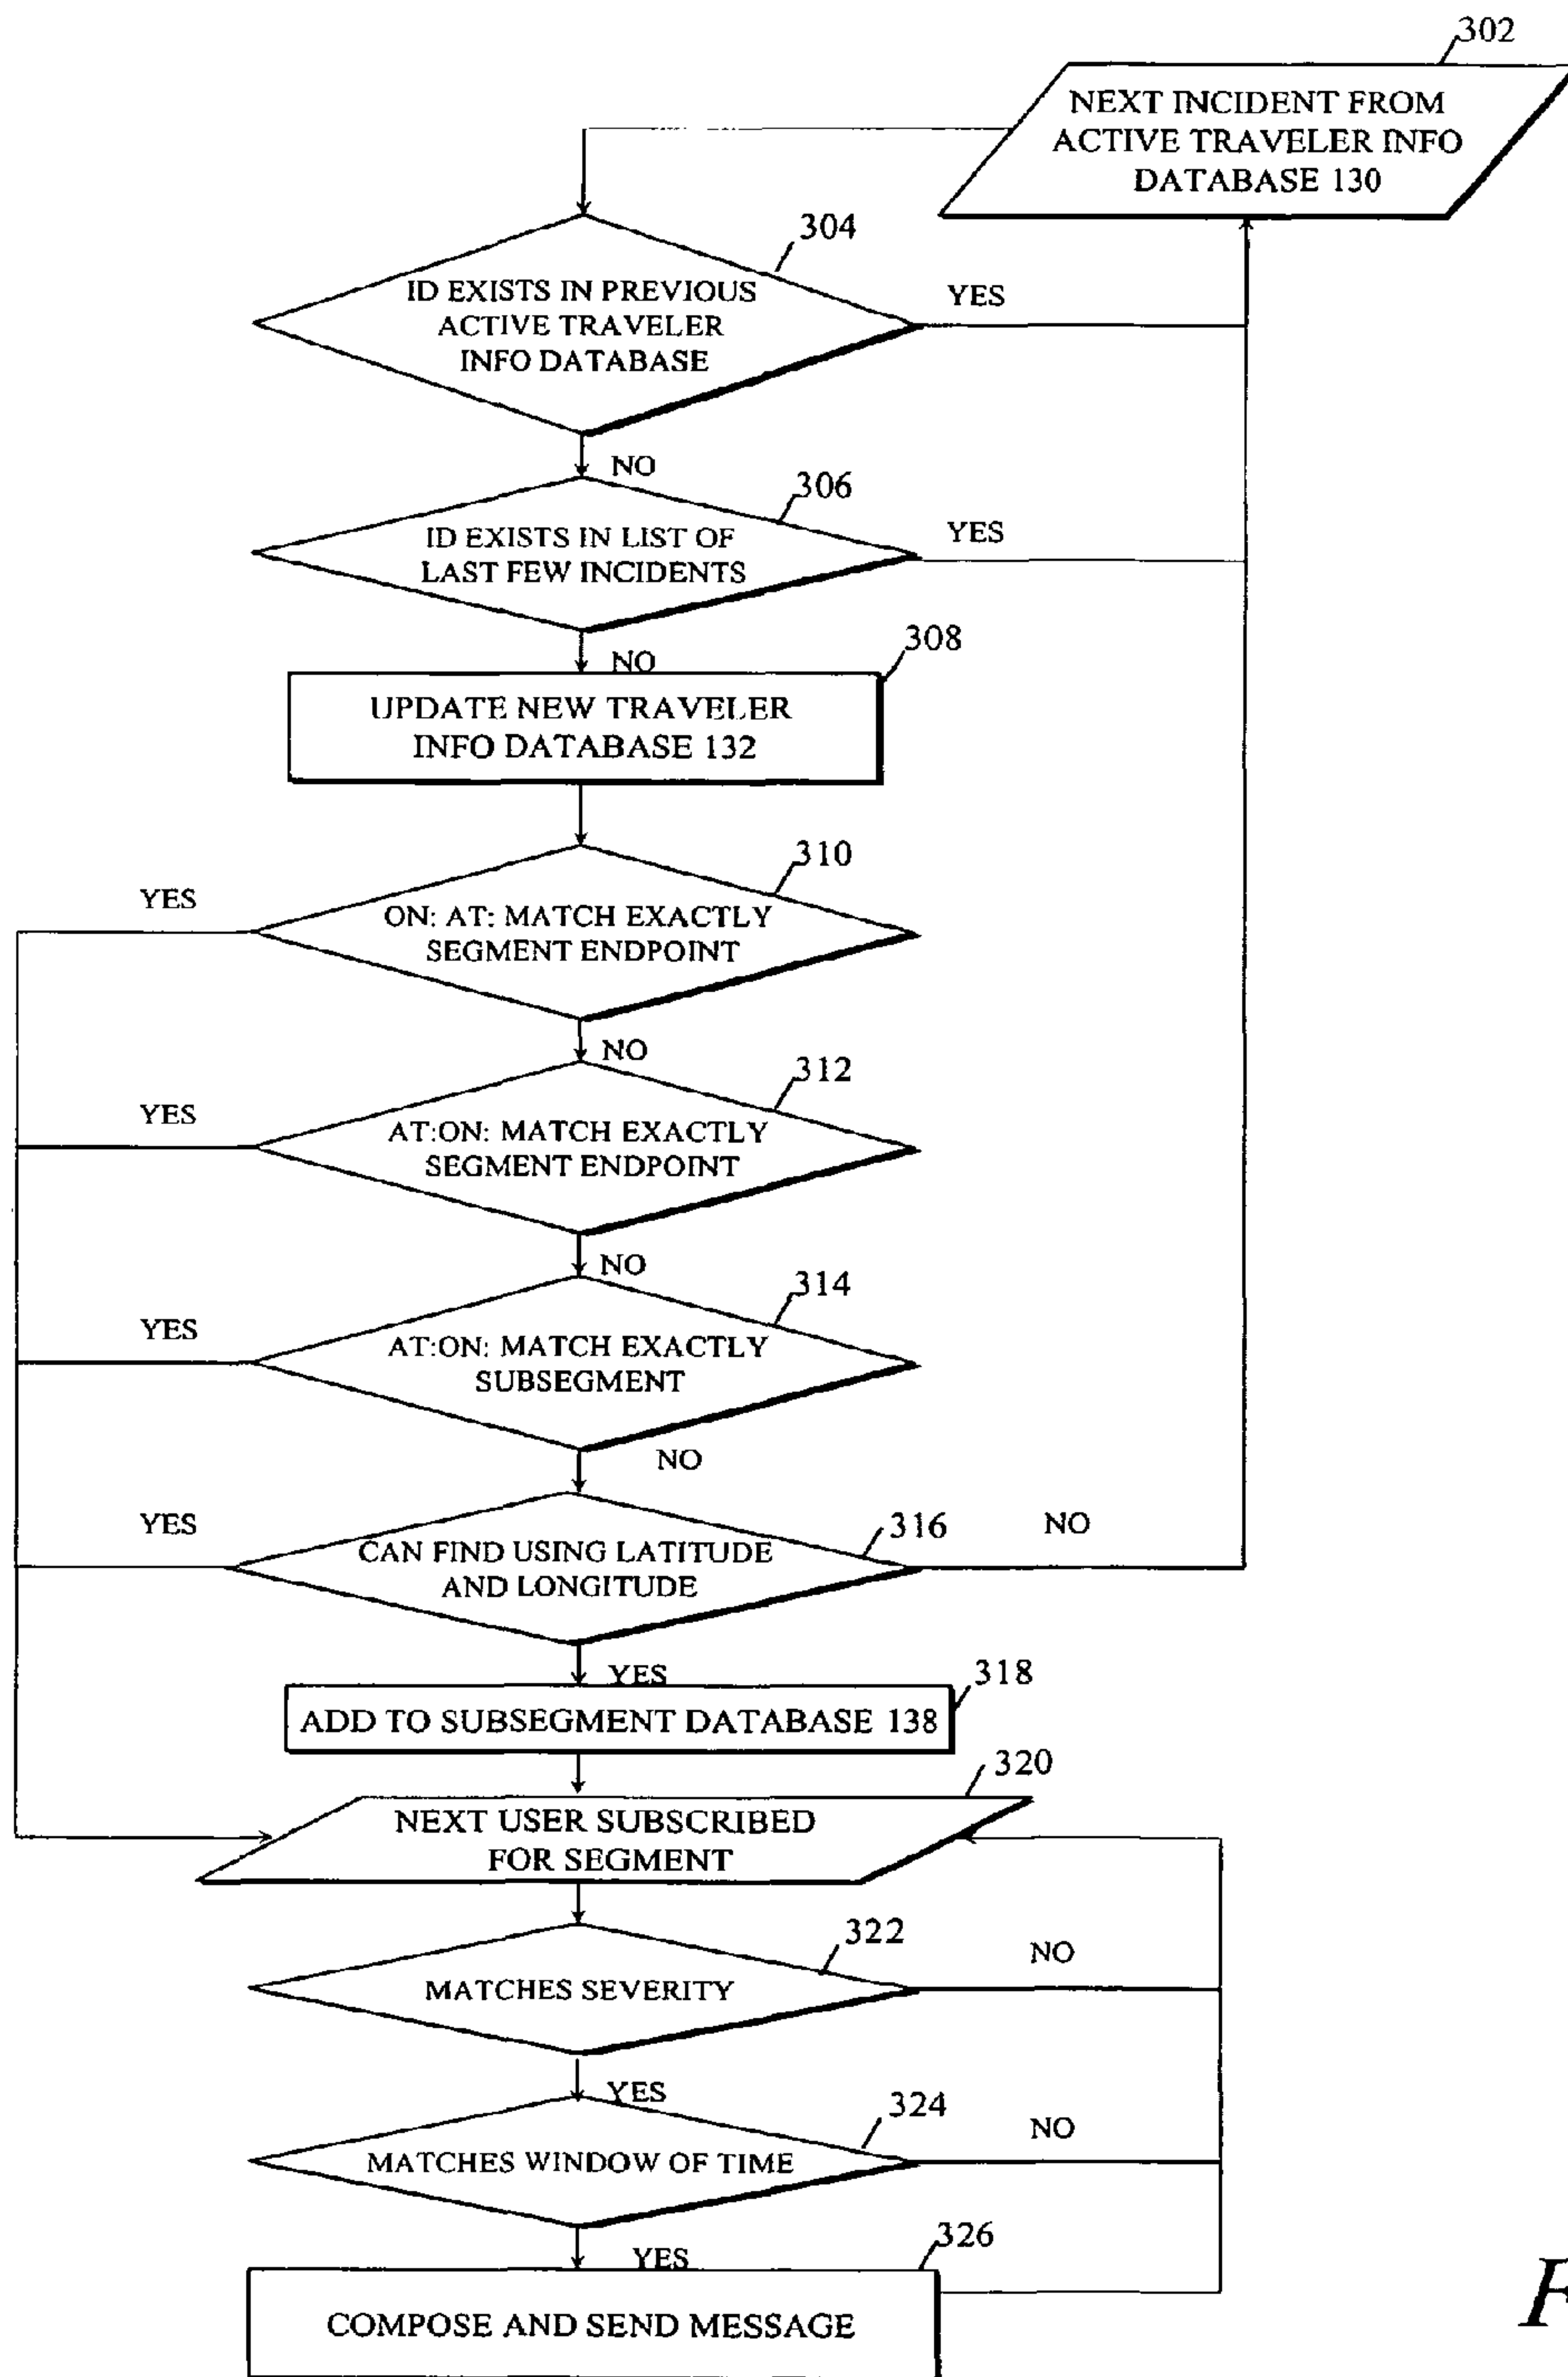 302
NEXT INCIDENT FROM
ACTIVE TRAVELER INFO
DATABASE 130
304
ID EXISTS IN PREVIOUS
ACTIVE TRAVELER
INFO DATABASE
YES
NO
306
ID EXISTS IN LIST OF
LAST FEW INCIDENTS
YES
NO
308
UPDATE NEW TRAVELER
INFO DATABASE 132
310
YES
ON: AT: MATCH EXACTLY
SEGMENT ENDPOINT
NO
312
YES
AT:ON: MATCH EXACTLY
SEGMENT ENDPOINT
NO
314
YES
AT:ON: MATCH EXACTLY
SUBSEGMENT
NO
YES
316
NO
CAN FIND USING LATITUDE
AND LONGITUDE
YES
318
ADD TO SUBSEGMENT DATABASE 138
320
NEXT USER SUBSCRIBED
FOR SEGMENT
322
NO
MATCHES SEVERITY
YES
324
NO
MATCHES WINDOW OF TIME
YES
326
COMPOSE AND SEND MESSAGE
F